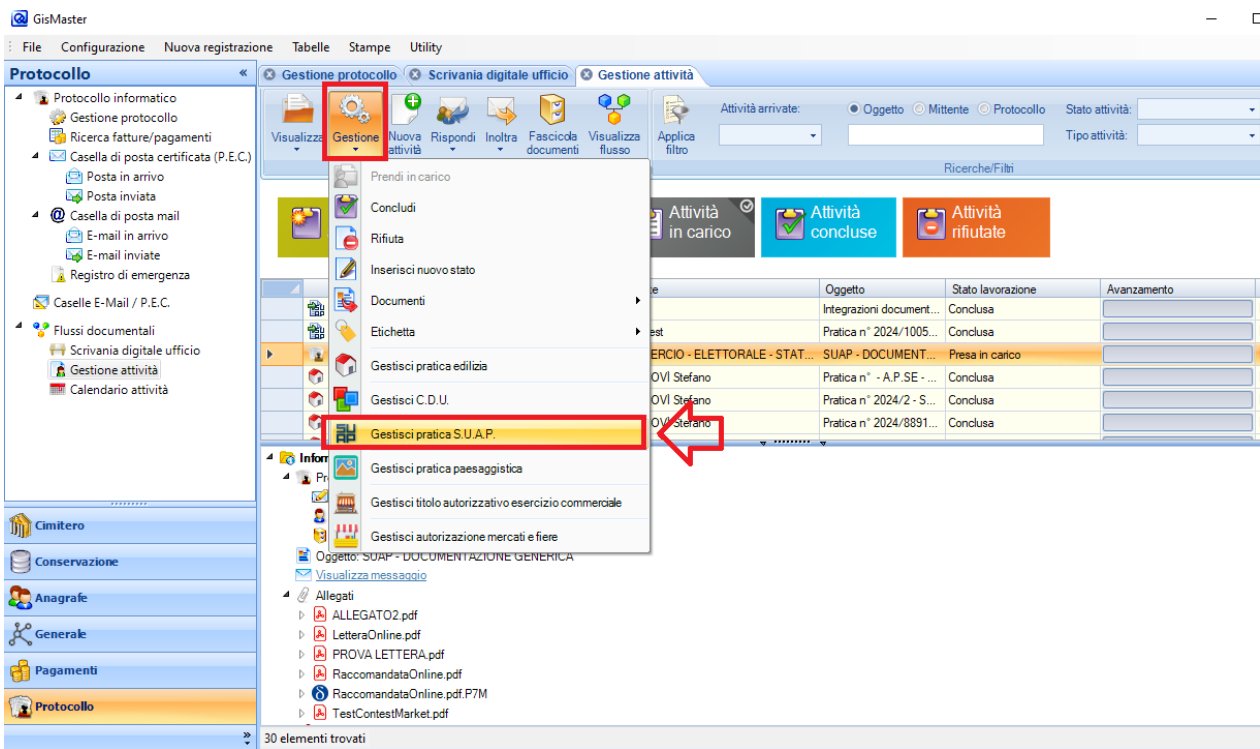 GisMaster
File Configurazione Nuova registrazione Tabelle Stampe Utility
Protocollo «
Protocollo informatico
Gestione protocollo
Ricerca fatture/pagamenti
Casella di posta certificata (P.E.C.)
Posta in arrivo
Posta inviata
Casella di posta mail
E-mail in arrivo
E-mail inviate
Registro di emergenza
Caselle E-Mail / P.E.C.
Flussi documentali
Scrivania digitale ufficio
Gestione attività
Calendario attività
Cimitero
Conservazione
Anagrafe
Generale
Pagamenti
Protocollo
Gestione protocollo Scrivania digitale ufficio Gestione attività
Visualizza Gestione Nuova attività Rispondi Inoltra Fascicola documenti Visualizza flusso Applica filtro
Attività arrivate: Oggetto Mittente Protocollo Stato attività:
Tipo attività:
Ricerche/Filtri
Prendi in carico
Concludi
Rifiuta
Inserisci nuovo stato
Documenti
Etichetta
Gestisci pratica edilizia
Gestisci C.D.U.
Gestisci pratica S.U.A.P.
Gestisci pratica paesaggistica
Gestisci titolo autorizzativo esercizio commerciale
Gestisci autorizzazione mercati e fiere
Attività in carico
Attività concluse
Attività rifiutate
Oggetto Stato lavorazione Avanzamento
Integrazioni document... Conclusa
est Pratica n° 2024/1005... Conclusa
ERCIO - ELETTORALE - STAT... SUAP - DOCUMENT... Presa in carico
OVÌ Stefano Pratica n° - A.P.SE - ... Conclusa
OVÌ Stefano Pratica n° 2024/2 - S... Conclusa
OVÌ Stefano Pratica n° 2024/8891... Conclusa
Inform
Pr
Oggetto: SUAP - DOCUMENTAZIONE GENERICA
Visualizza messaggio
Allegati
ALLEGATO2.pdf
LetteraOnline.pdf
PROVA LETTERA.pdf
RaccomandataOnline.pdf
RaccomandataOnline.pdf.P7M
TestContestMarket.pdf
30 elementi trovati